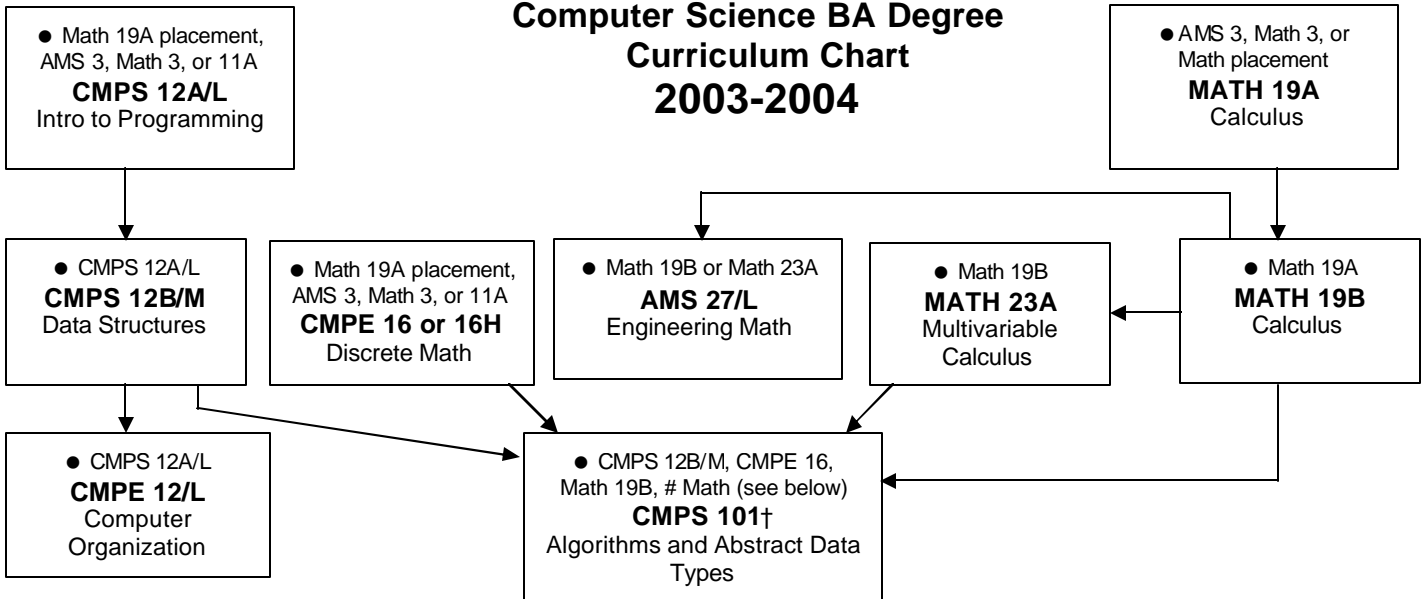 Computer Science BA Degree
Curriculum Chart
2003-2004
● Math 19A placement,
AMS 3, Math 3, or 11A
CMPS 12A/L
Intro to Programming
● AMS 3, Math 3, or
Math placement
MATH 19A
Calculus
● CMPS 12A/L
CMPS 12B/M
Data Structures
● Math 19A placement,
AMS 3, Math 3, or 11A
CMPE 16 or 16H
Discrete Math
● Math 19B or Math 23A
AMS 27/L
Engineering Math
● Math 19B
MATH 23A
Multivariable
Calculus
● Math 19A
MATH 19B
Calculus
● CMPS 12A/L
CMPE 12/L
Computer
Organization
● CMPS 12B/M, CMPE 16,
Math 19B, # Math (see below)
CMPS 101†
Algorithms and Abstract Data
Types